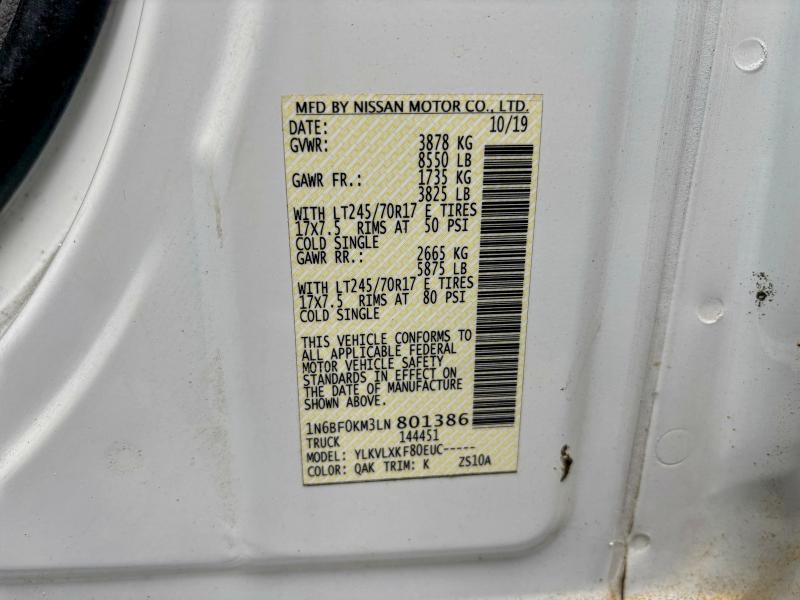 MFD BY NISSAN MOTOR CO., LTD.
DATE: 10/19
GVWR: 3878 KG
8550 LB
GAWR FR.: 1735 KG
3825 LB
WITH LT245/70R17 E TIRES
17X7.5 RIMS AT 50 PSI
COLD SINGLE
GAWR RR.: 2665 KG
5875 LB
WITH LT245/70R17 E TIRES
17X7.5 RIMS AT 80 PSI
COLD SINGLE
THIS VEHICLE CONFORMS TO
ALL APPLICABLE FEDERAL
MOTOR VEHICLE SAFETY
STANDARDS IN EFFECT ON
THE DATE OF MANUFACTURE
SHOWN ABOVE.
1N6BF0KM3LN 801386
TRUCK 144451
MODEL: YLKVLXKF80EUC-----
COLOR: QAK TRIM: K ZS10A